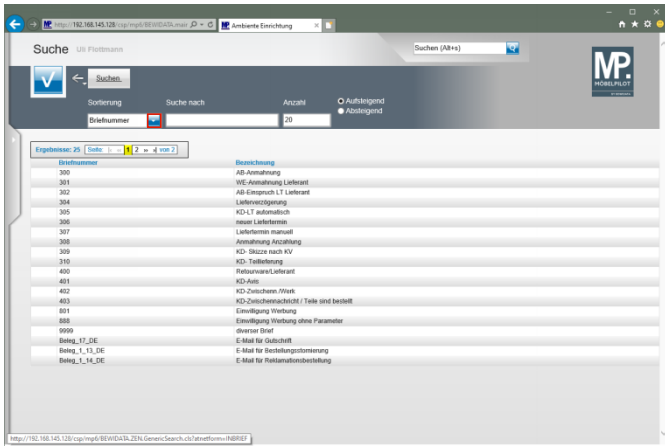 http://192.168.145.128/csp/mp6/BEWIDATA.mair
Ambiente Einrichtung
Suche Uli Plottmann
Suchen (Alt+s)
MP.
MÖBELPILOT
Suchen
Sortierung Suche nach Anzahl Aufsteigend
Absteigend
Briefnummer 20
Ergebnisse: 25 Seite: 1 2 von 2
Briefnummer Bezeichnung
300 AB-Anmahnung
301 WE-Anmahnung Lieferant
302 AB-Einspruch LT Lieferant
304 Lieferverzögerung
305 KD-LT automatisch
306 neuer Liefertermin
307 Liefertermin manuell
308 Anmahnung Anzahlung
309 KD- Skizze nach KV
310 KD- Teillieferung
400 Retourware/Lieferant
401 KD-Avis
402 KD-Zwischenn./Werk
403 KD-Zwischennachricht / Teile sind bestellt
801 Einwilligung Werbung
888 Einwilligung Werbung ohne Parameter
9999 diverser Brief
Beleg_17_DE E-Mail für Gutschrift
Beleg_1_13_DE E-Mail für Bestellungsstornierung
Beleg_1_14_DE E-Mail für Reklamationsbestellung
http://192.168.145.128/csp/mp6/BEWIDATA.ZEN.GenericSearch.cls?atnetform=INBRIEF